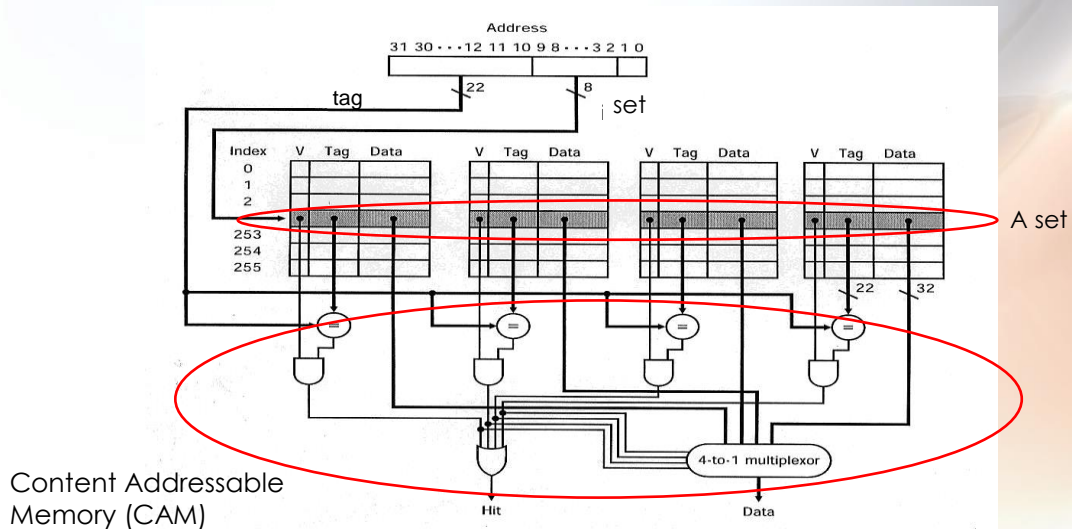 Address
31 30 · · · 12 11 10 9 8 · · · 3 2 1 0
22
8
tag
¡ set
Index
V Tag Data
V Tag Data
V Tag Data
V Tag Data
0
1
2
253
254
255
A set
22
32
=
=
=
=
4-to-1 multiplexor
Content Addressable
Memory (CAM)
Hit
Data